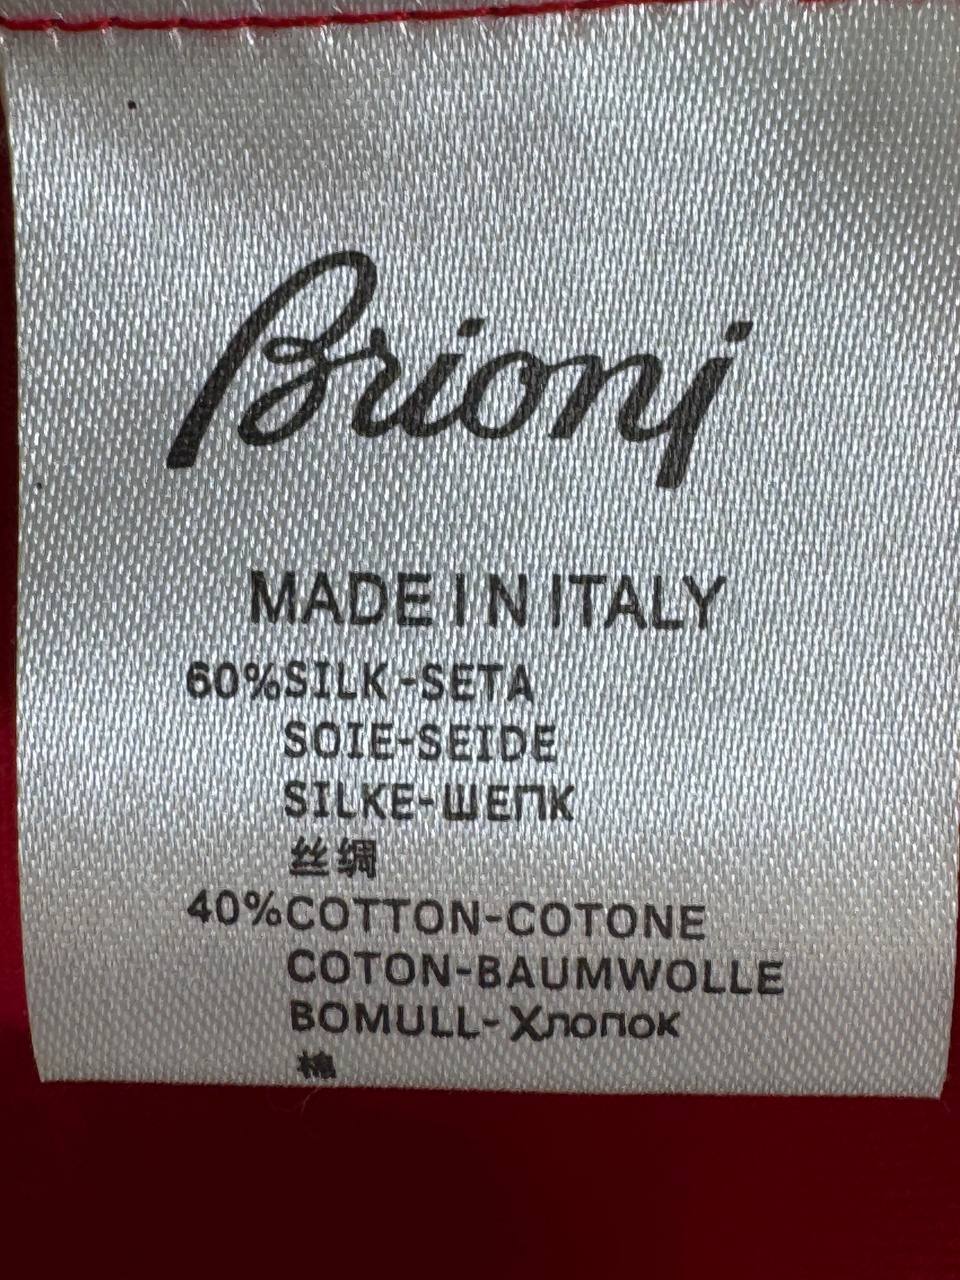 Brioni
MADE IN ITALY
60%SILK-SETA
SOIE-SEIDE
SILKE-ШЕПК
丝绸
40%COTTON-COTONE
COTON-BAUMWOLLE
BOMULL-Хлопок
棉